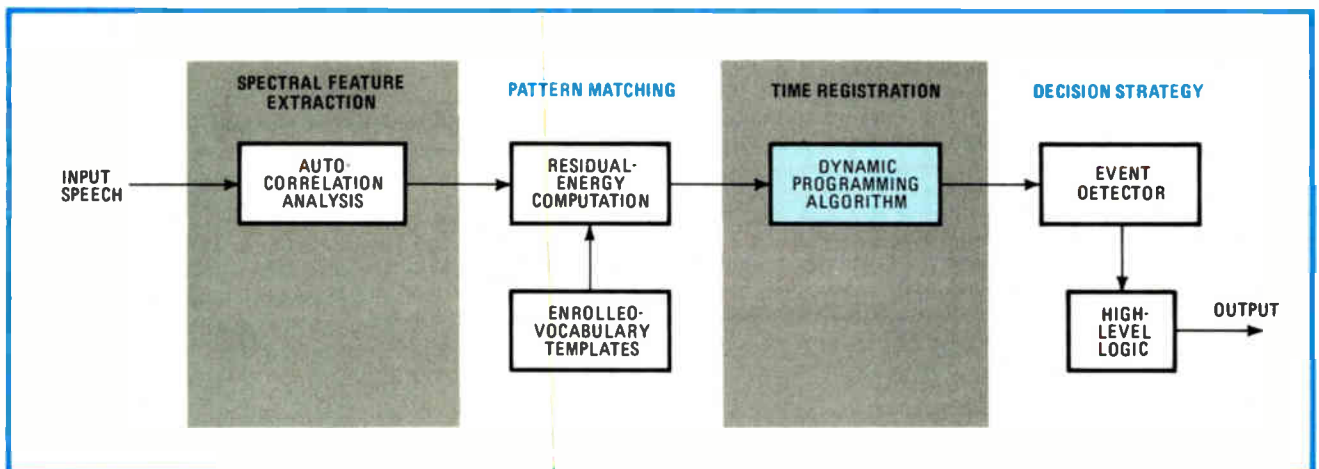 SPECTRAL FEATURE
EXTRACTION
PATTERN MATCHING
TIME REGISTRATION
DECISION STRATEGY
INPUT
SPEECH
AUTO-
CORRELATION
ANALYSIS
RESIDUAL-
ENERGY
COMPUTATION
DYNAMIC
PROGRAMMING
ALGORITHM
EVENT
DETECTOR
ENROLLEO-
VOCABULARY
TEMPLATES
HIGH-
LEVEL
LOGIC
OUTPUT